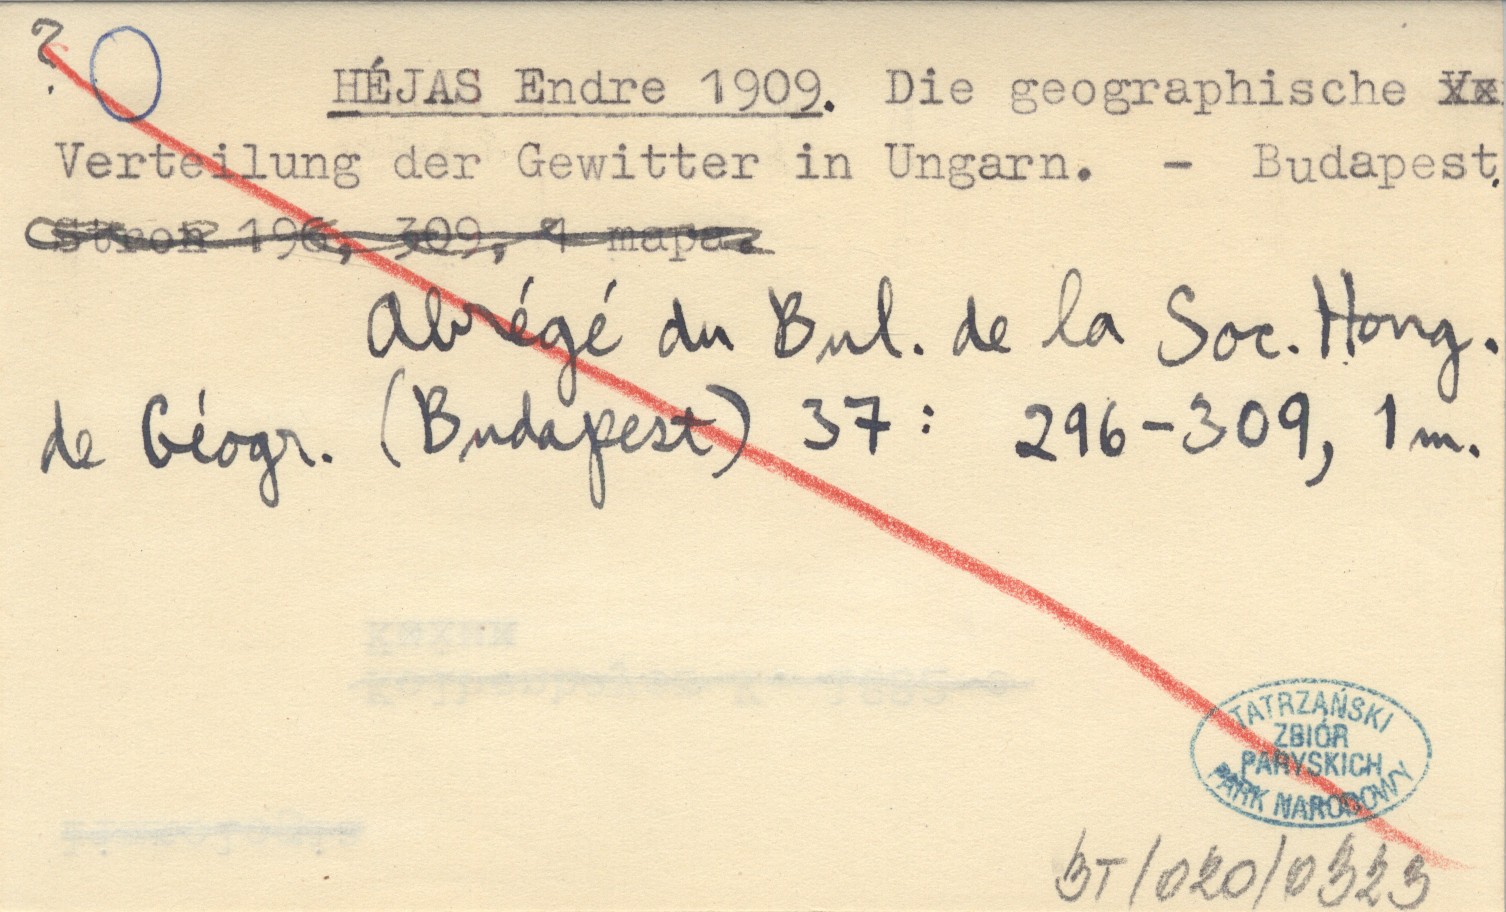 ?
HÉJAS Endre 1909. Die geographische
Verteilung der Gewitter in Ungarn. - Budapest.
Stron 196, 309, 1 mapa.
Abrégé du Bul. de la Soc. Hong.
de Géogr. (Budapest) 37: 296-309, 1 m.
TATRZAŃSKI
ZBIÓR
PARYSKICH
PARK NARODOWY
BT/020/0323